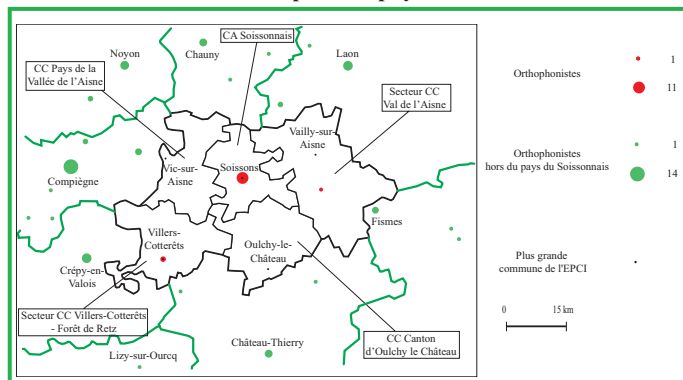 CA Soissonnais
Noyon
Chauny
Laon
CC Pays de la
Vallée de l'Aisne
Secteur CC
Val de l'Aisne
Vailly-sur-
Aisne
Vic-sur-
Aisne
Soissons
Compiègne
Villers-
Cotterêts
Oulchy-le-
Château
Fismes
Crépy-en-
Valois
Secteur CC Villers-Cotterêts
- Forêt de Retz
CC Canton
d'Oulchy le Château
Lizy-sur-Ourcq
Château-Thierry
Orthophonistes
1
11
Orthophonistes
hors du pays du Soissonnais
1
14
Plus grande
commune de l'EPCI
0
15 km